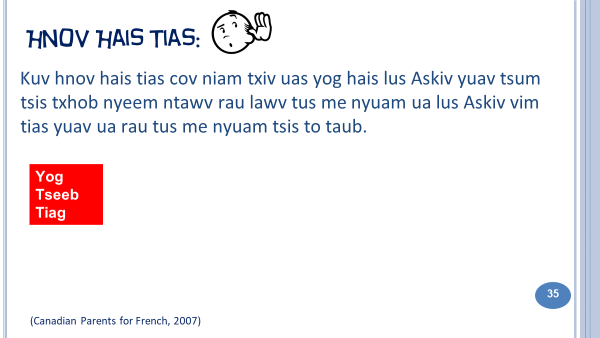 HNOV HAIS TIAS:
Kuv hnov hais tias cov niam txiv uas yog hais lus Askiv yuav tsum
tsis txhob nyeem ntawv rau lawv tus me nyuam ua lus Askiv vim
tias yuav ua rau tus me nyuam tsis to taub.
Yog
Tseeb
Tiag
35
(Canadian Parents for French, 2007)